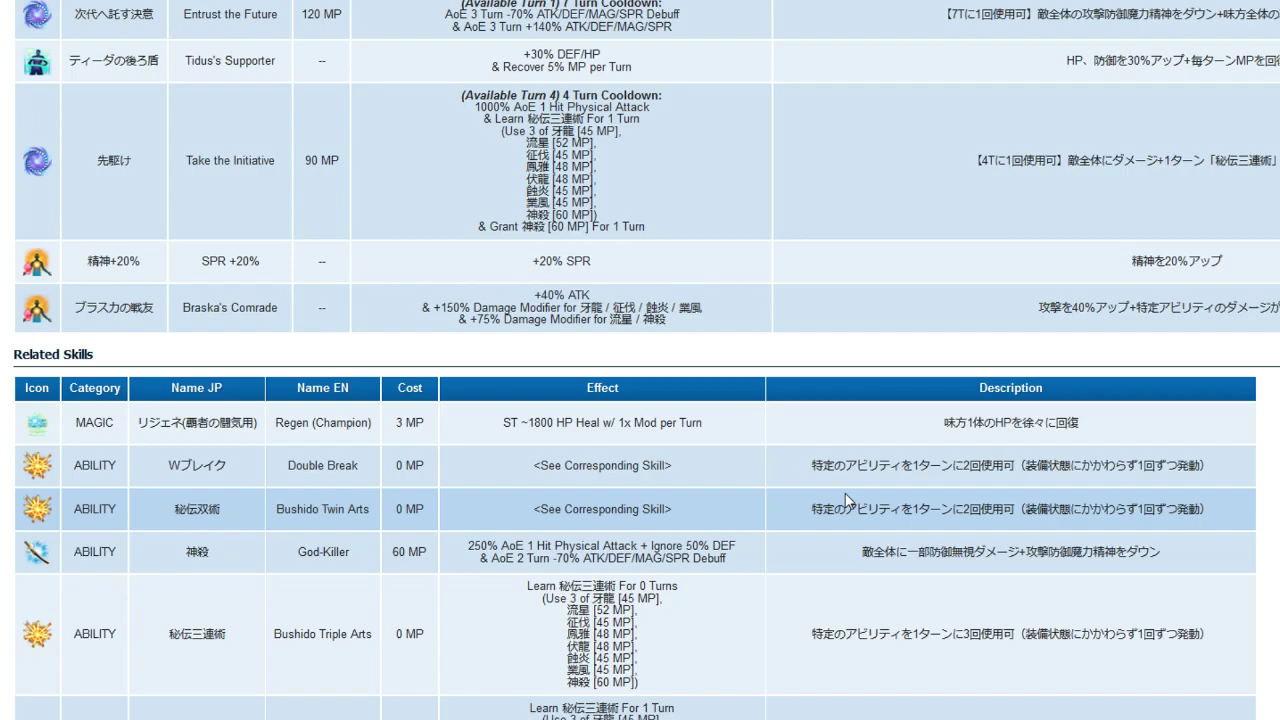 (Available Turn 1) 7 Turn Cooldown:
次代へ託す決意 Entrust the Future 120 MP AoE 3 Turn -70% ATK/DEF/MAG/SPR Debuff 【7Tに1回使用可】敵全体の攻撃防御魔力精神をダウン+味方全体の
& AoE 3 Turn +140% ATK/DEF/MAG/SPR
ティーダの後ろ盾 Tidus's Supporter -- +30% DEF/HP HP、防御を30%アップ+毎ターンMPを回復
& Recover 5% MP per Turn
(Available Turn 4) 4 Turn Cooldown:
1000% AoE 1 Hit Physical Attack
& Learn 秘伝三連術 For 1 Turn
(Use 3 of 牙龍 [45 MP],
流星 [52 MP],
征伐 [45 MP],
先駆け Take the Initiative 90 MP 鳳雅 [48 MP], 【4Tに1回使用可】敵全体にダメージ+1ターン「秘伝三連術」
伏龍 [48 MP],
蝕炎 [45 MP],
業風 [45 MP],
神殺 [60 MP])
& Grant 神殺 [60 MP] For 1 Turn
精神+20% SPR +20% -- +20% SPR 精神を20%アップ
ブラスカの戦友 Braska's Comrade -- +40% ATK 攻撃を40%アップ+特定アビリティのダメージが
& +150% Damage Modifier for 牙龍 / 征伐 / 蝕炎 / 業風
& +75% Damage Modifier for 流星 / 神殺
Related Skills
Icon Category Name JP Name EN Cost Effect Description
MAGIC リジェネ(覇者の闘気用) Regen (Champion) 3 MP ST ~1800 HP Heal w/ 1x Mod per Turn 味方1体のHPを徐々に回復
ABILITY Wブレイク Double Break 0 MP <See Corresponding Skill> 特定のアビリティを1ターンに2回使用可（装備状態にかかわらず1回ずつ発動）
ABILITY 秘伝双術 Bushido Twin Arts 0 MP <See Corresponding Skill> 特定のアビリティを1ターンに2回使用可（装備状態にかかわらず1回ずつ発動）
ABILITY 神殺 God-Killer 60 MP 250% AoE 1 Hit Physical Attack + Ignore 50% DEF 敵全体に一部防御無視ダメージ+攻撃防御魔力精神をダウン
& AoE 2 Turn -70% ATK/DEF/MAG/SPR Debuff
Learn 秘伝三連術 For 0 Turns
(Use 3 of 牙龍 [45 MP],
流星 [52 MP],
征伐 [45 MP],
ABILITY 秘伝三連術 Bushido Triple Arts 0 MP 鳳雅 [48 MP], 特定のアビリティを1ターンに3回使用可（装備状態にかかわらず1回ずつ発動）
伏龍 [48 MP],
蝕炎 [45 MP],
業風 [45 MP],
神殺 [60 MP])
Learn 秘伝三連術 For 1 Turn
(Use 3 of 牙龍 [45 MP],